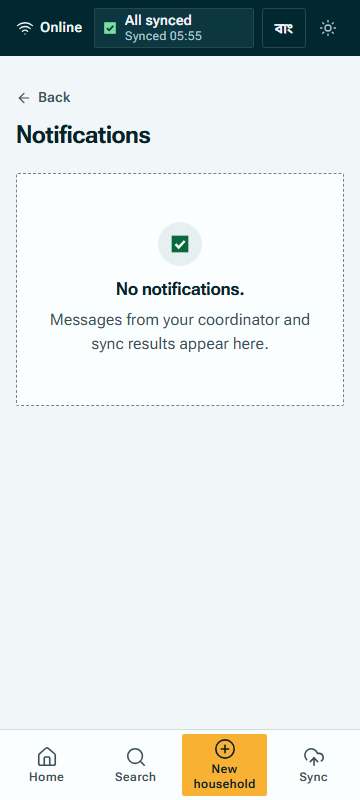 Online
All synced
Synced 05:55
বাং
Back
Notifications
No notifications.
Messages from your coordinator and
sync results appear here.
Home
Search
New
household
Sync